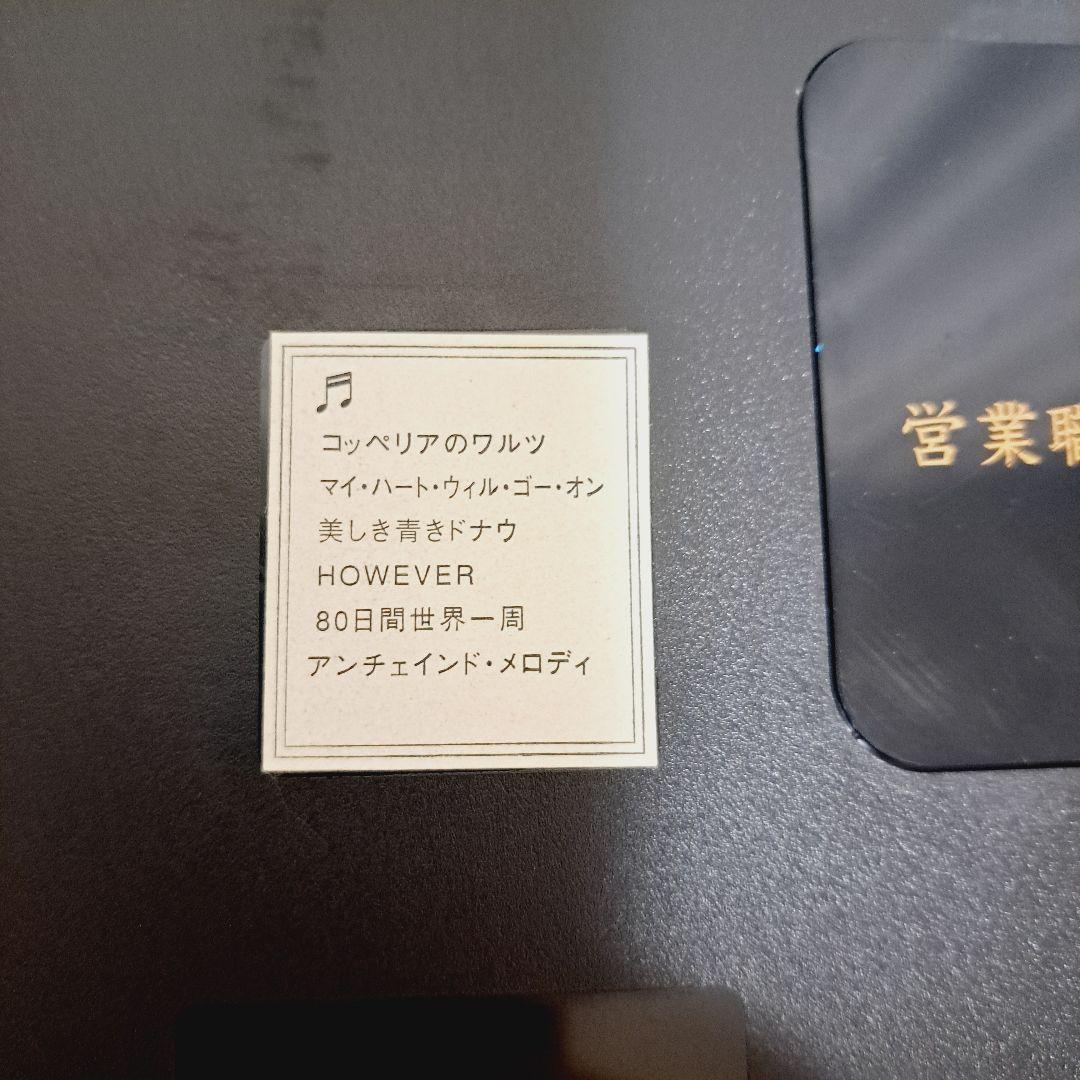 コッペリアのワルツ
マイ・ハート・ウィル・ゴー・オン
美しき青きドナウ
HOWEVER
80日間世界一周
アンチェインド・メロディ
営業職